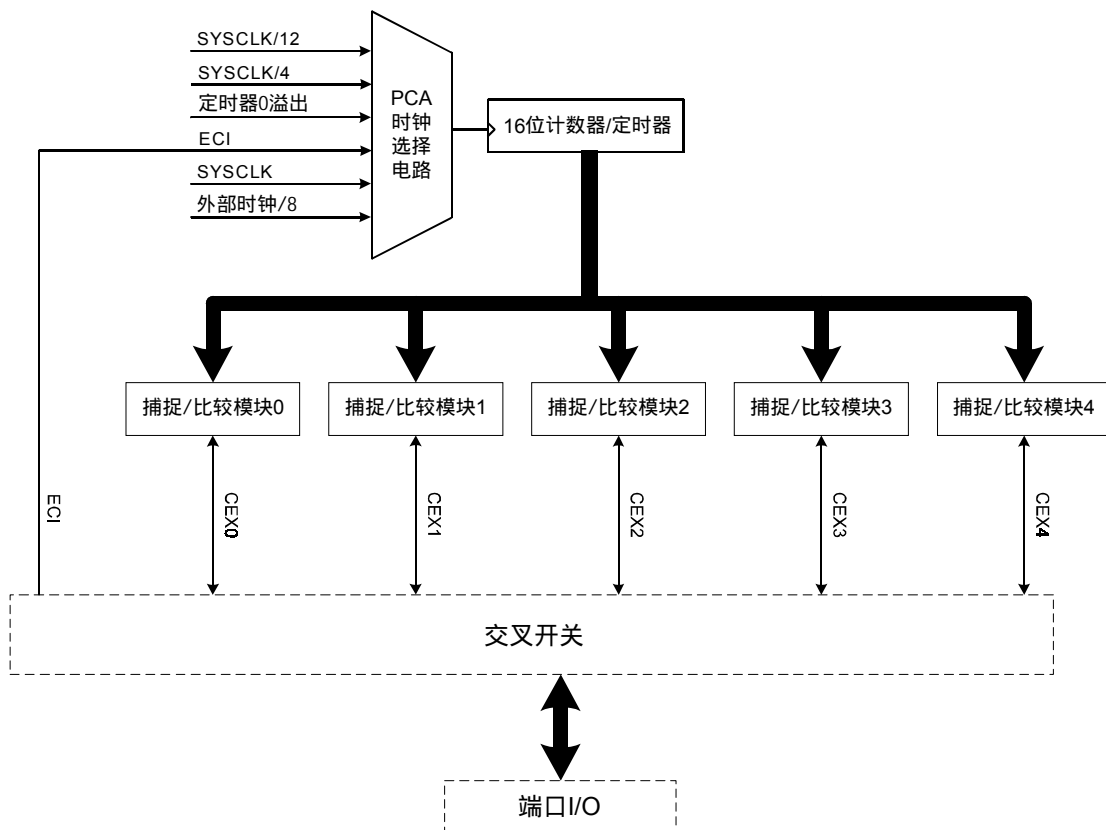 SYSCLK/12
SYSCLK/4
定时器0溢出
ECI
SYSCLK
外部时钟/8
PCA
时钟
选择
电路
16位计数器/定时器
捕捉/比较模块0
捕捉/比较模块1
捕捉/比较模块2
捕捉/比较模块3
捕捉/比较模块4
ECI
CEX0
CEX1
CEX2
CEX3
CEX4
交叉开关
端口I/O